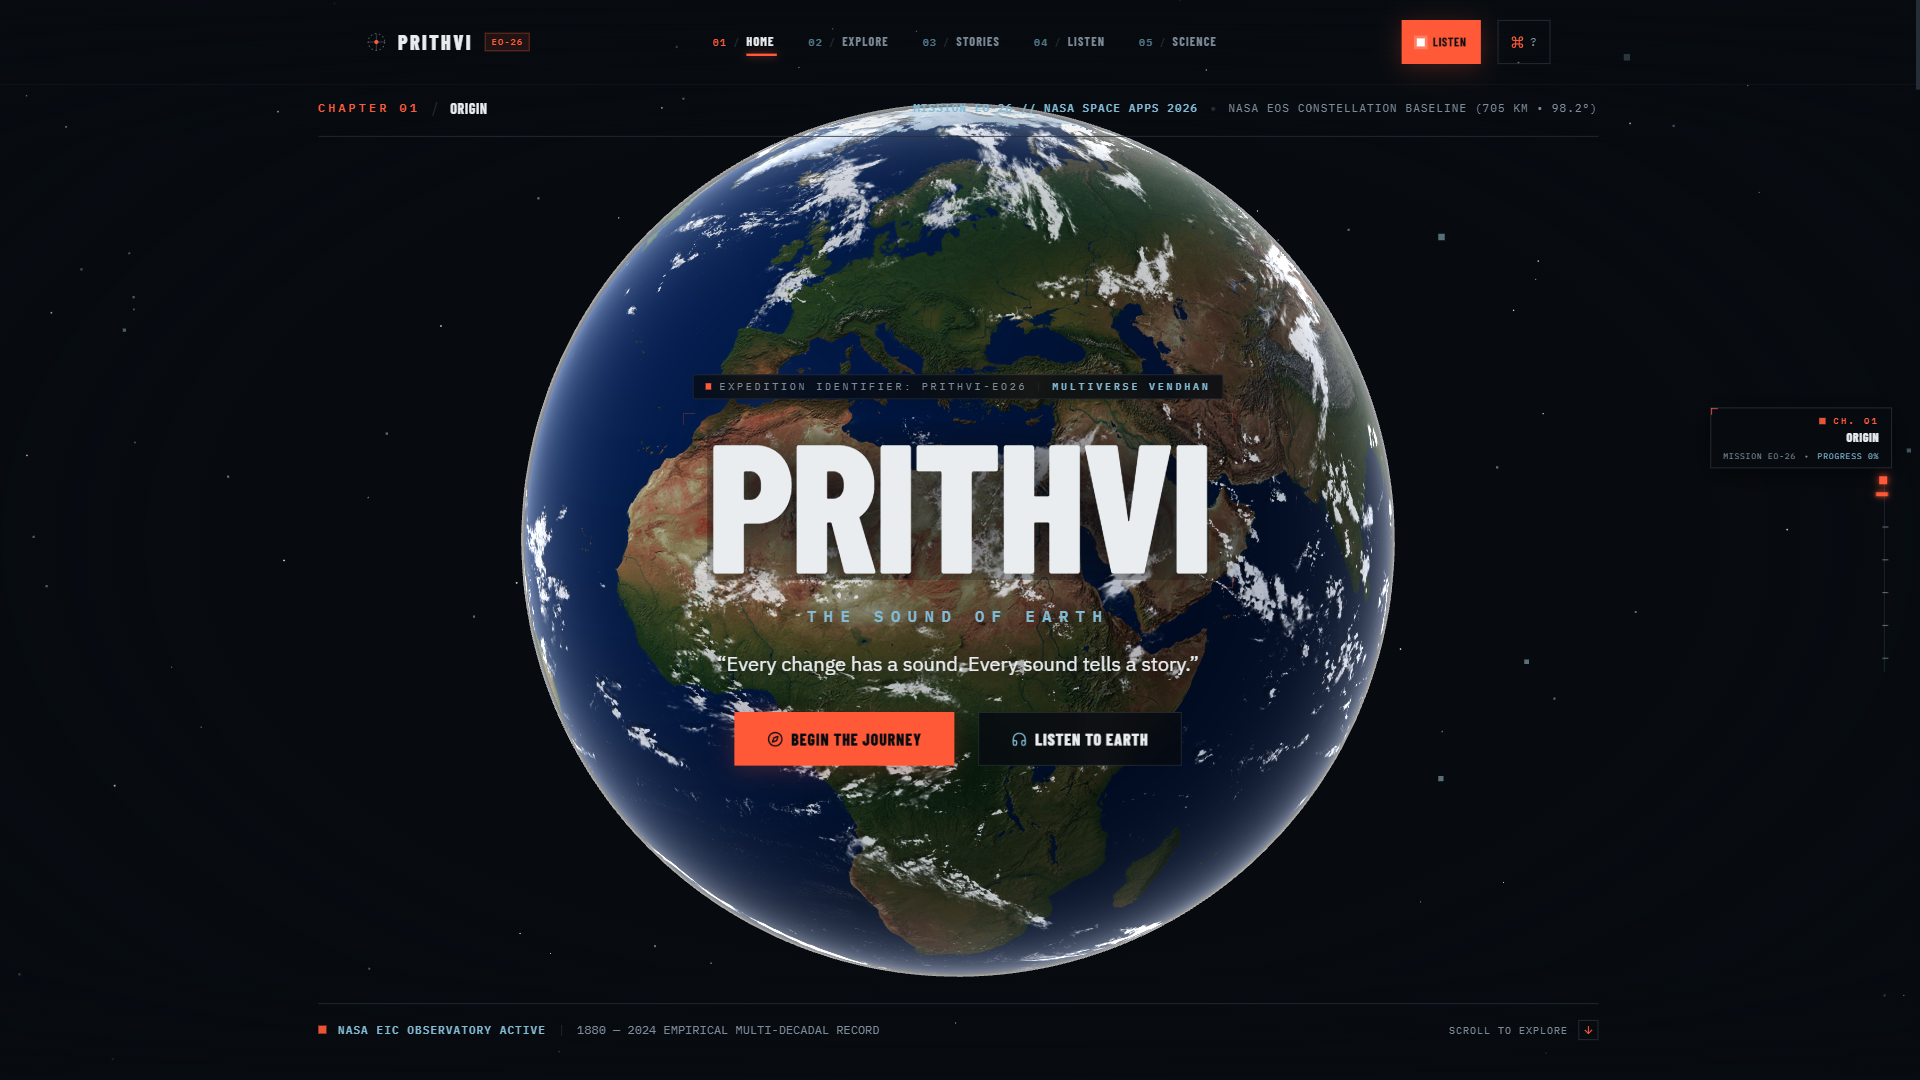 PRITHVI EO-26 01 / HOME 02 / EXPLORE 03 / STORIES 04 / LISTEN 05 / SCIENCE LISTEN ⌘ ?
CHAPTER 01 / ORIGIN MISSION EO-26 // NASA SPACE APPS 2026 • NASA EOS CONSTELLATION BASELINE (705 KM • 98.2°)
EXPEDITION IDENTIFIER: PRITHVI-EO26 | MULTIVERSE VENDHAN
PRITHVI
THE SOUND OF EARTH
“Every change has a sound. Every sound tells a story.”
BEGIN THE JOURNEY LISTEN TO EARTH
CH. 01
ORIGIN
MISSION EO-26 • PROGRESS 0%
NASA EIC OBSERVATORY ACTIVE | 1880 — 2024 EMPIRICAL MULTI-DECADAL RECORD SCROLL TO EXPLORE